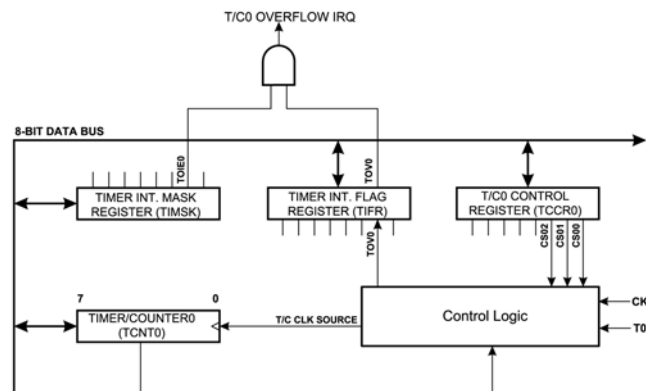 T/C0 OVERFLOW IRQ
8-BIT DATA BUS
TOIE0
TOV0
TIMER INT. MASK
REGISTER (TIMSK)
TIMER INT. FLAG
REGISTER (TIFR)
T/C0 CONTROL
REGISTER (TCCR0)
TOV0
CS02
CS01
CS00
7
0
TIMER/COUNTER0
(TCNT0)
T/C CLK SOURCE
Control Logic
CK
T0